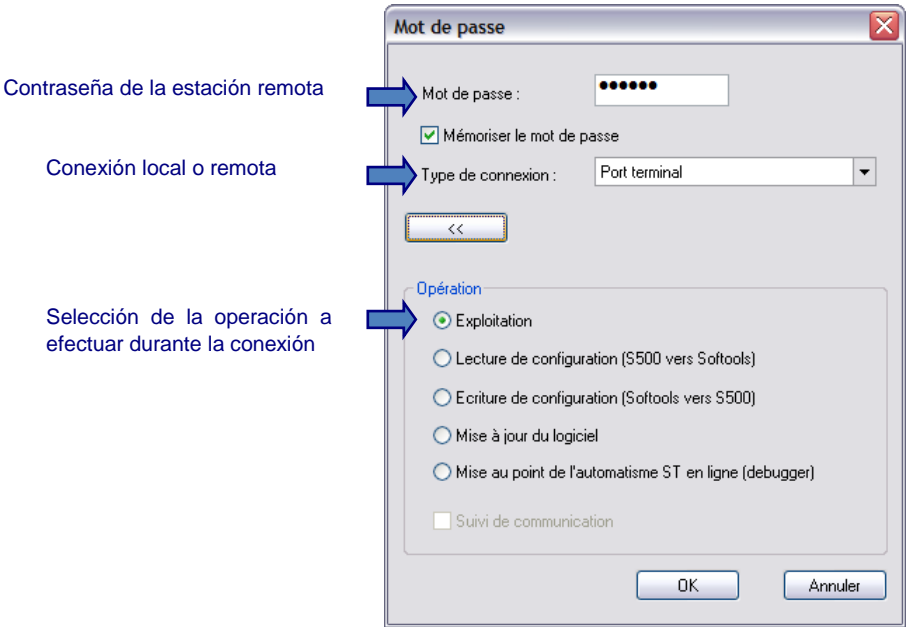 Mot de passe
Contraseña de la estación remota
Mot de passe :
••••••
Mémoriser le mot de passe
Conexión local o remota
Type de connexion :
Port terminal
<<
Opération
Selección de la operación a
efectuar durante la conexión
Exploitation
Lecture de configuration (S500 vers Softools)
Ecriture de configuration (Softools vers S500)
Mise à jour du logiciel
Mise au point de l'automatisme ST en ligne (debugger)
Suivi de communication
OK
Annuler